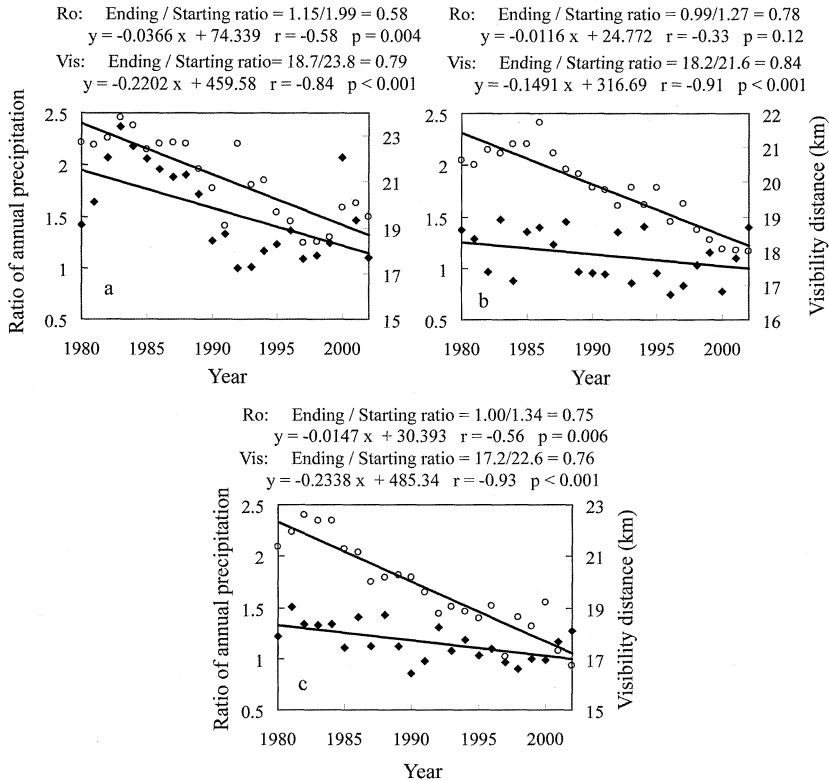 Ro: Ending / Starting ratio = 1.15/1.99 = 0.58
y = -0.0366 x + 74.339 r = -0.58 p = 0.004
Vis: Ending / Starting ratio= 18.7/23.8 = 0.79
y = -0.2202 x + 459.58 r = -0.84 p < 0.001
2.5
2
1.5
1
0.5
Ratio of annual precipitation
23
21
19
17
15
a
1980 1985 1990 1995 2000
Year
Ro: Ending / Starting ratio = 0.99/1.27 = 0.78
y = -0.0116 x + 24.772 r = -0.33 p = 0.12
Vis: Ending / Starting ratio = 18.2/21.6 = 0.84
y = -0.1491 x + 316.69 r = -0.91 p < 0.001
2.5
2
1.5
1
0.5
22
21
20
19
18
17
16
Visibility distance (km)
b
1980 1985 1990 1995 2000
Year
Ro: Ending / Starting ratio = 1.00/1.34 = 0.75
y = -0.0147 x + 30.393 r = -0.56 p = 0.006
Vis: Ending / Starting ratio = 17.2/22.6 = 0.76
y = -0.2338 x + 485.34 r = -0.93 p < 0.001
2.5
2
1.5
1
0.5
Ratio of annual precipitation
23
21
19
17
15
Visibility distance (km)
c
1980 1985 1990 1995 2000
Year